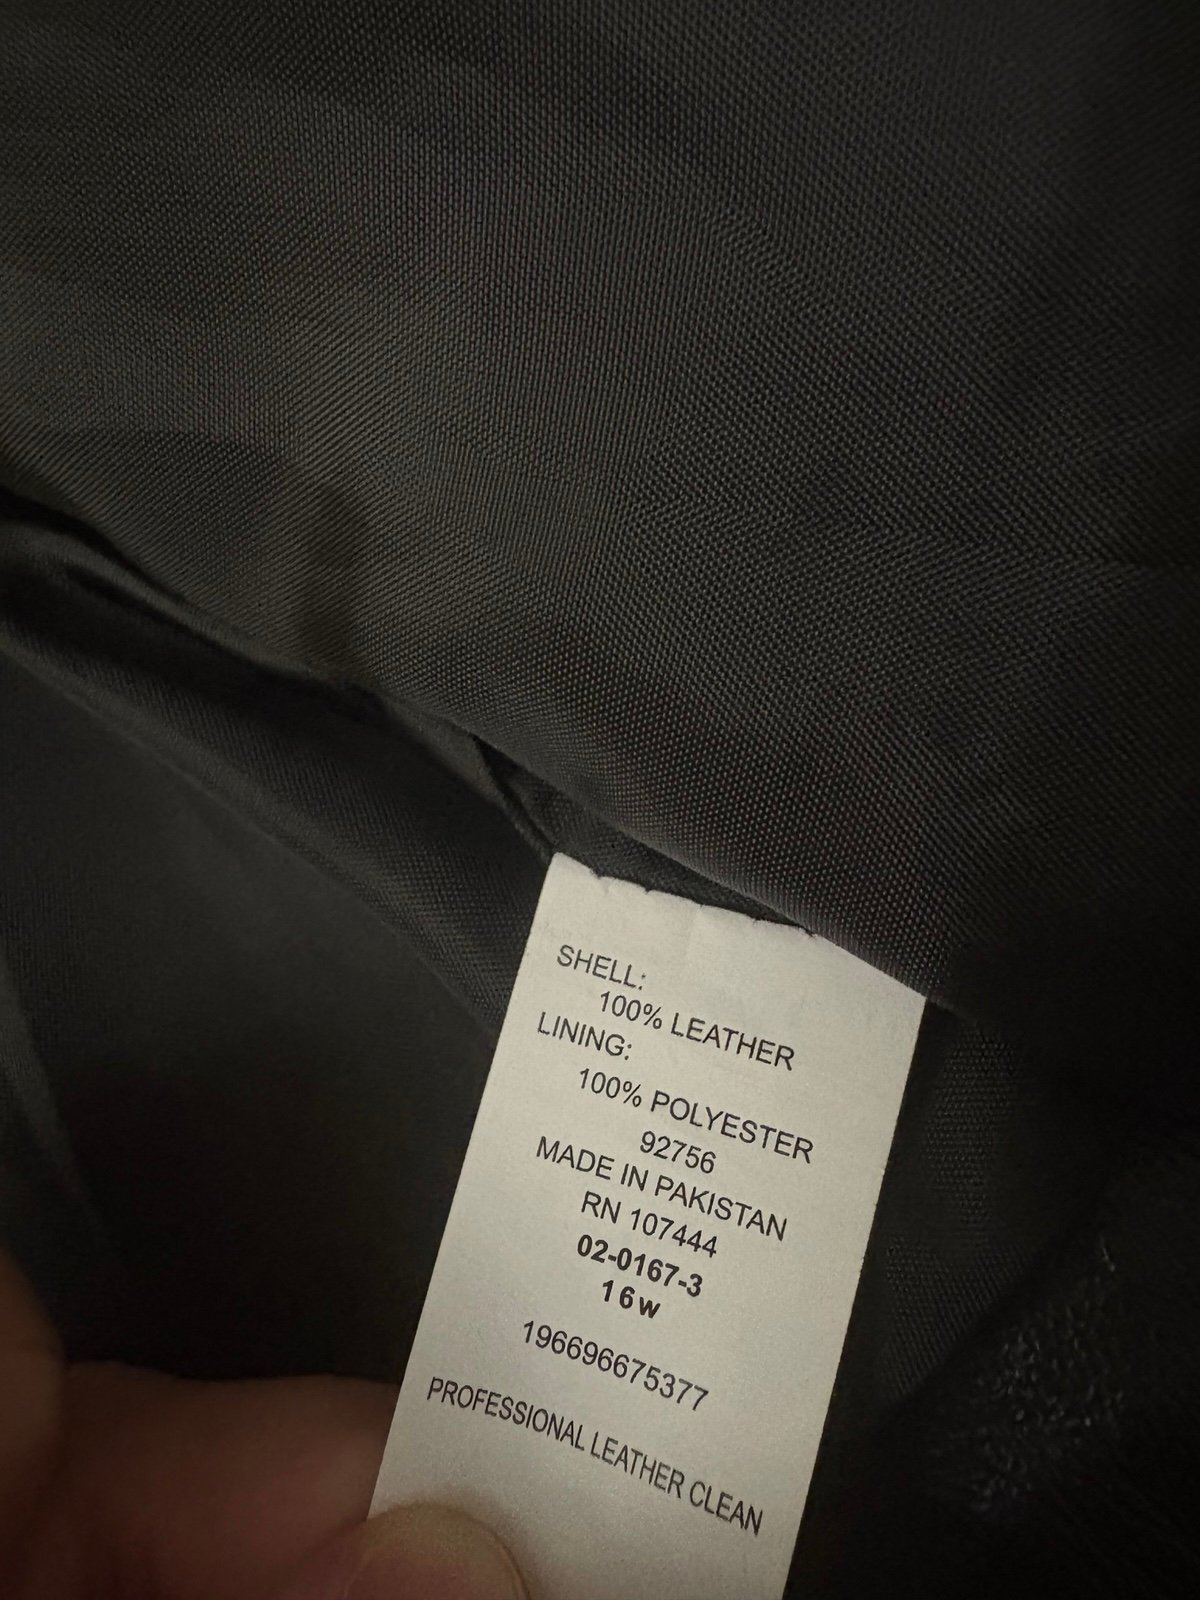 SHELL:
100% LEATHER
LINING:
100% POLYESTER
92756
MADE IN PAKISTAN
RN 107444
02-0167-3
16w
196696675377
PROFESSIONAL LEATHER CLEAN